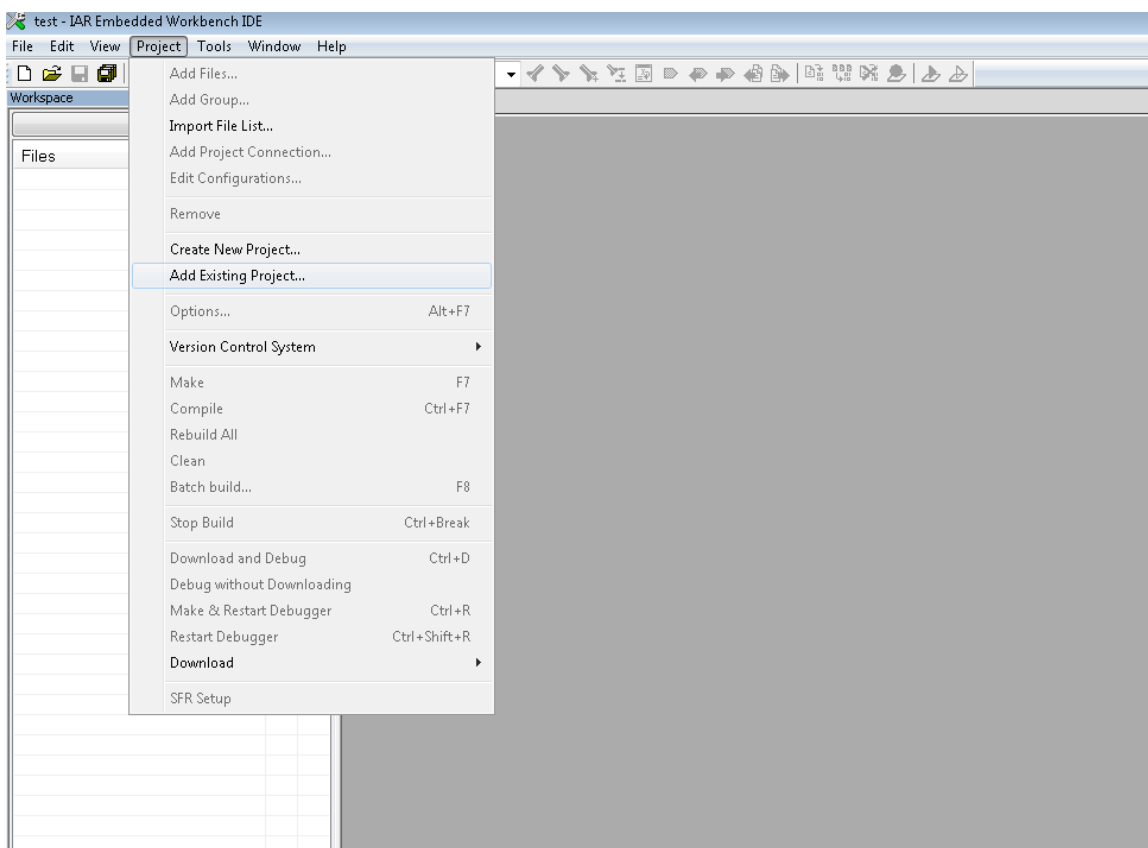 test - IAR Embedded Workbench IDE
File Edit View Project Tools Window Help
Workspace
Files
Add Files...
Add Group...
Import File List...
Add Project Connection...
Edit Configurations...
Remove
Create New Project...
Add Existing Project...
Options... Alt+F7
Version Control System
Make F7
Compile Ctrl+F7
Rebuild All
Clean
Batch build... F8
Stop Build Ctrl+Break
Download and Debug Ctrl+D
Debug without Downloading
Make & Restart Debugger Ctrl+R
Restart Debugger Ctrl+Shift+R
Download
SFR Setup